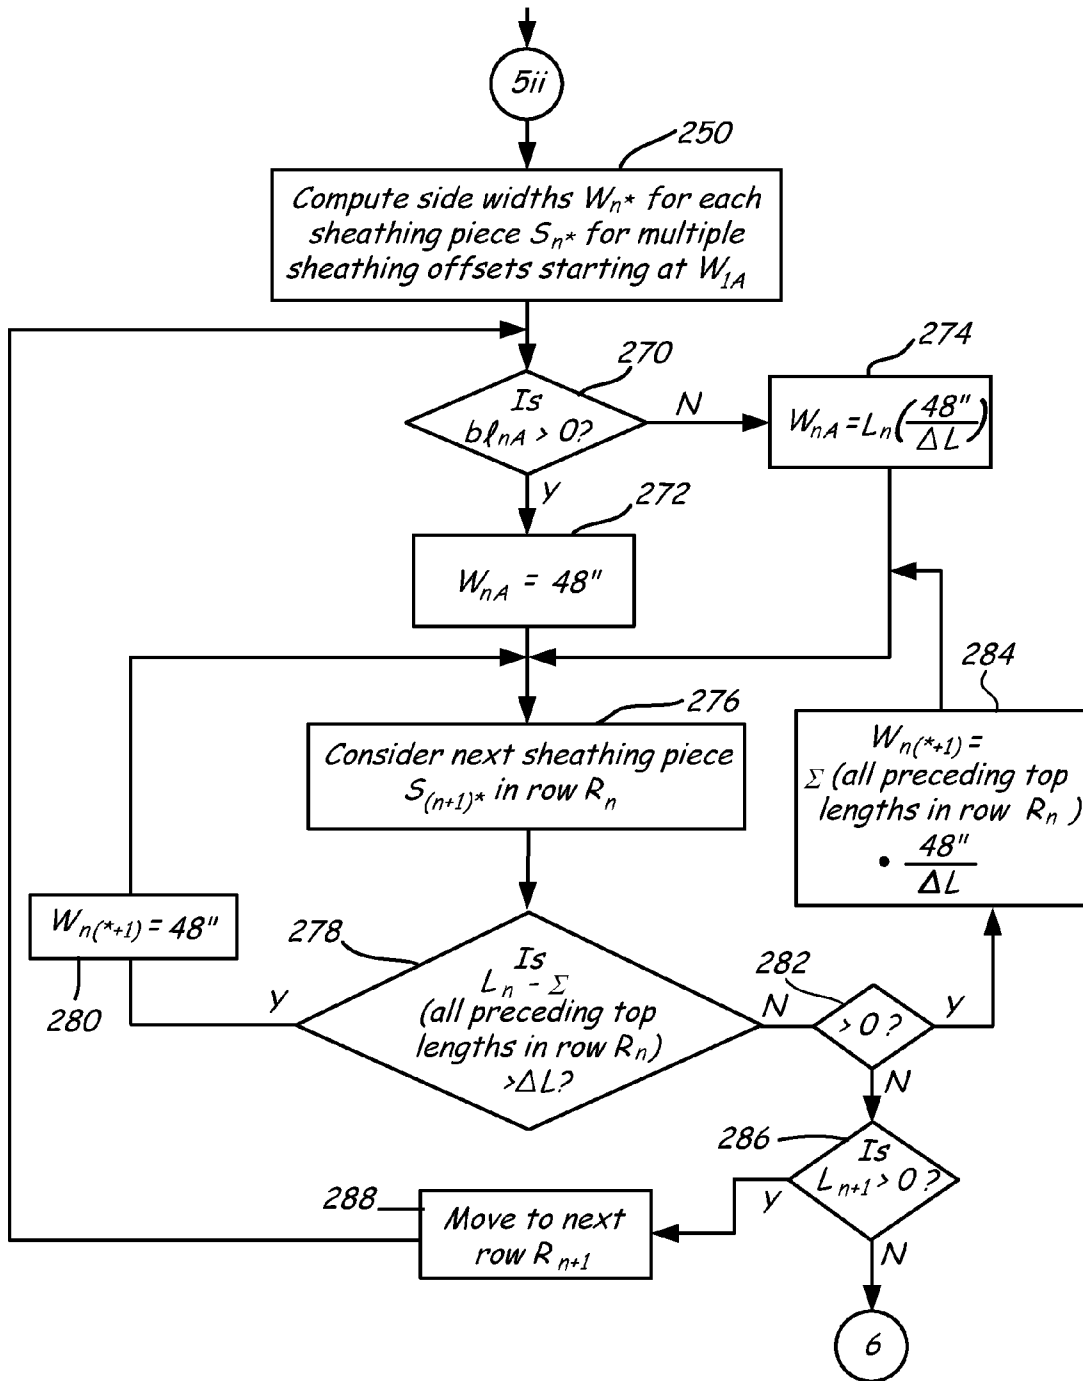 5ii
250
Compute side widths Wn* for each
sheathing piece Sn* for multiple
sheathing offsets starting at W1A
270
Is
blnA > 0?
N
Y
274
WnA = Ln(48"/ΔL)
272
WnA = 48"
276
Consider next sheathing piece
S(n+1)* in row Rn
284
Wn(*+1) =
Σ (all preceding top
lengths in row Rn )
• 48"/ΔL
Wn(*+1) = 48"
280
278
Is
Ln - Σ
(all preceding top
lengths in row Rn)
>ΔL?
Y
N
282
> 0 ?
Y
N
286
Is
Ln+1 > 0 ?
Y
N
288
Move to next
row Rn+1
6